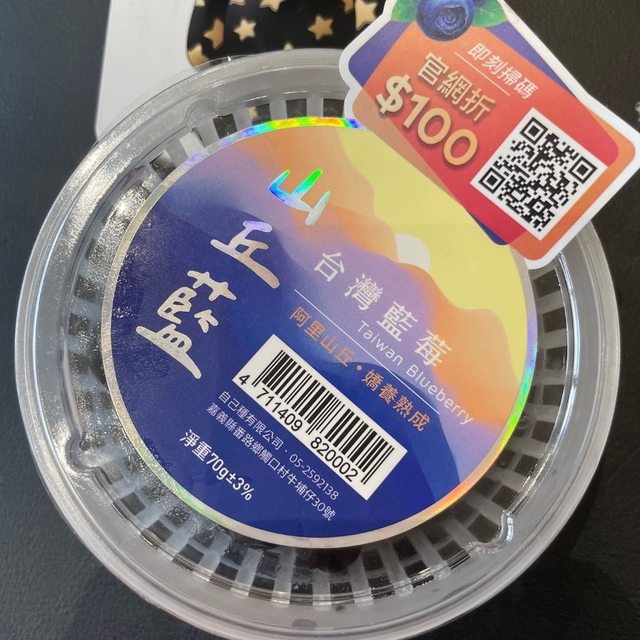 即刻掃碼
官網折
$100
山丘藍
台灣藍莓
Taiwan Blueberry
阿里山丘・嬌養熟成
4 711409 820002
自己種有限公司・05-2592138
嘉義縣番路鄉觸口村牛埔仔30號
淨重70g±3%